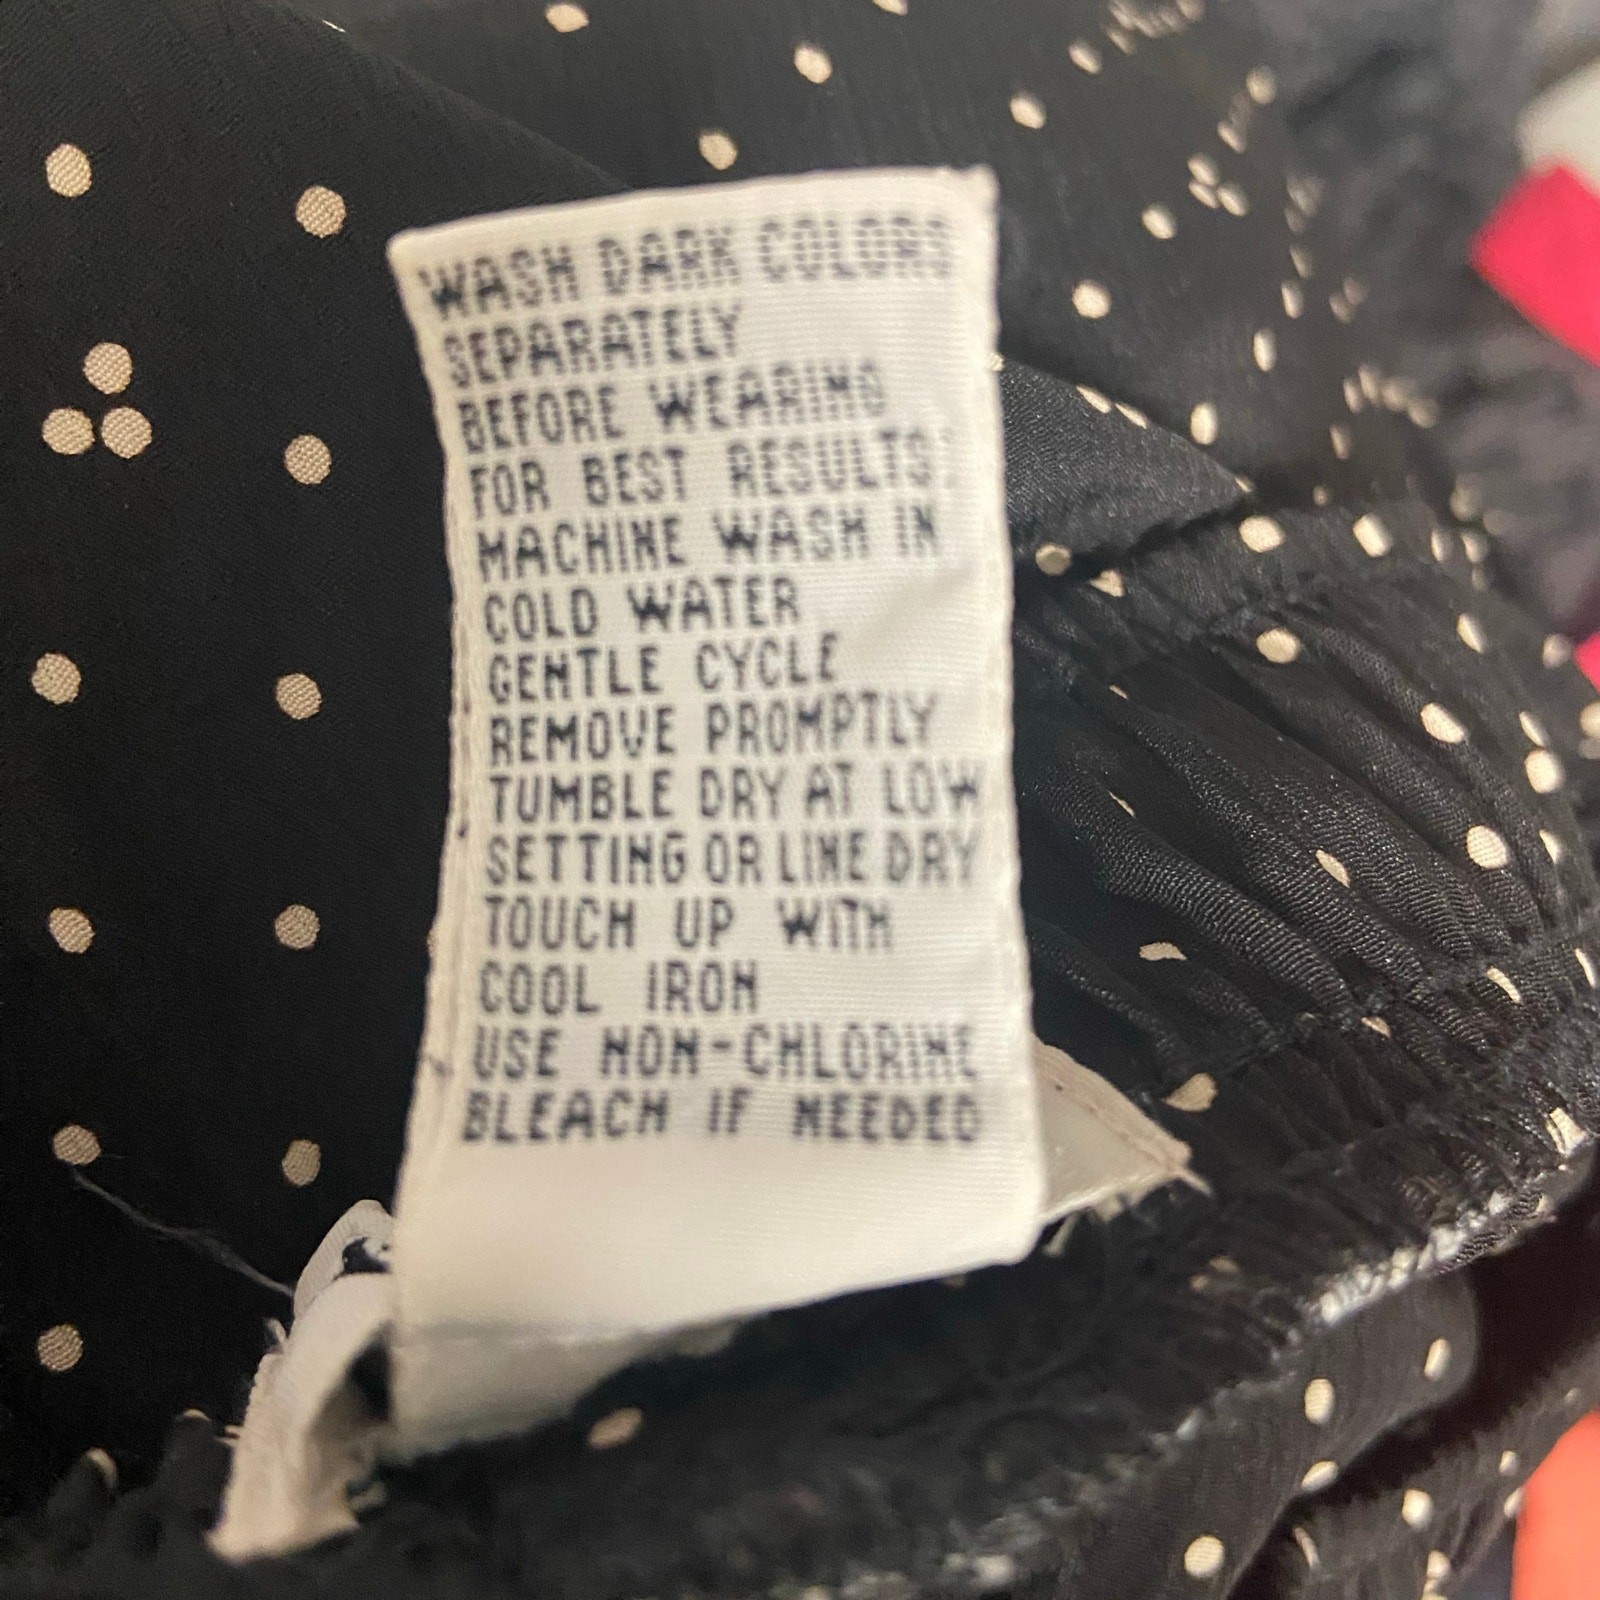 WASH DARK COLORS
SEPARATELY
BEFORE WEARING
FOR BEST RESULTS:
MACHINE WASH IN
COLD WATER
GENTLE CYCLE
REMOVE PROMPTLY
TUMBLE DRY AT LOW
SETTING OR LINE DRY
TOUCH UP WITH
COOL IRON
USE NON-CHLORINE
BLEACH IF NEEDED